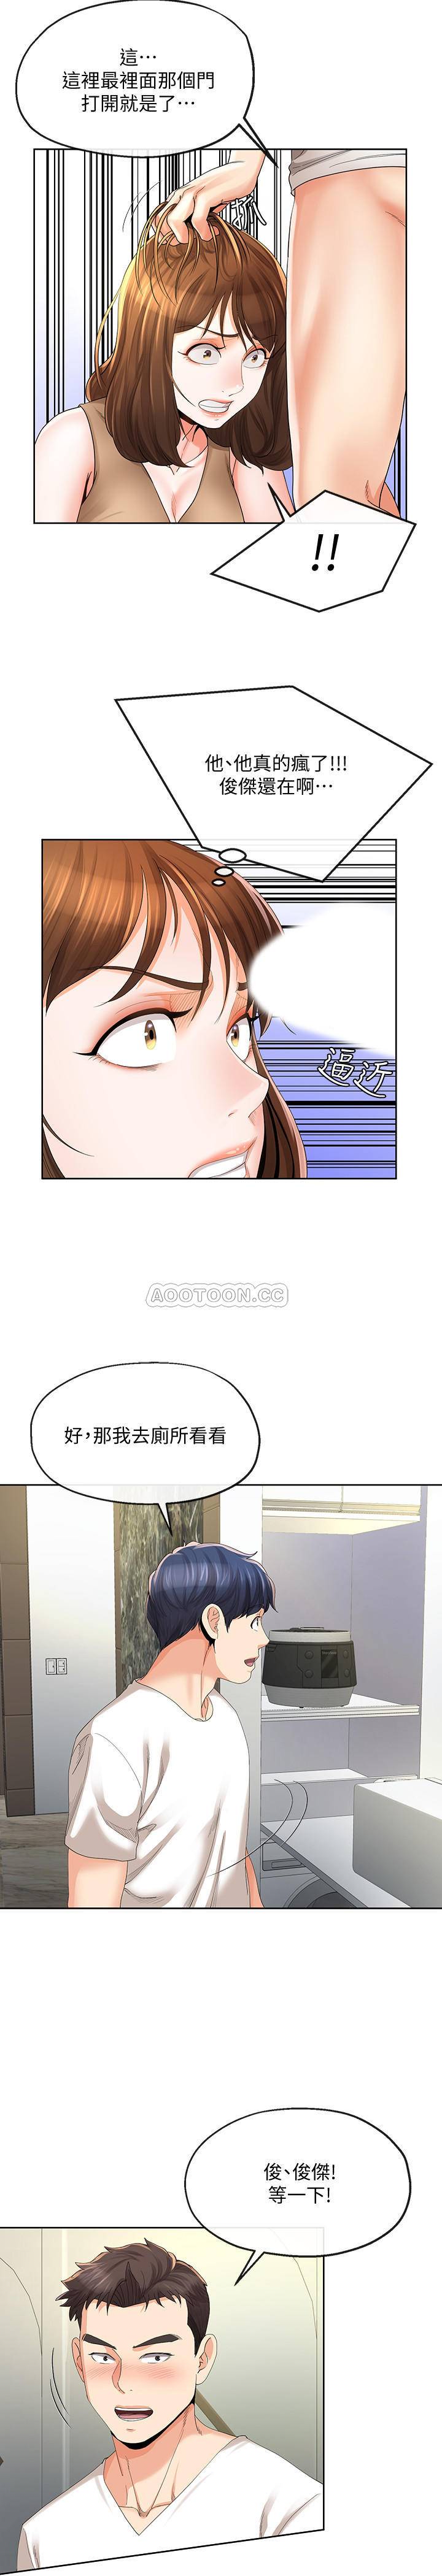 這⋯
這裡最裡面那個門
打開就是了⋯
抓
!!
他、他真的瘋了!!!
俊傑還在啊⋯
逼近
AOOTOON.CC
好，那我去廁所看看
俊、俊傑!
等一下!